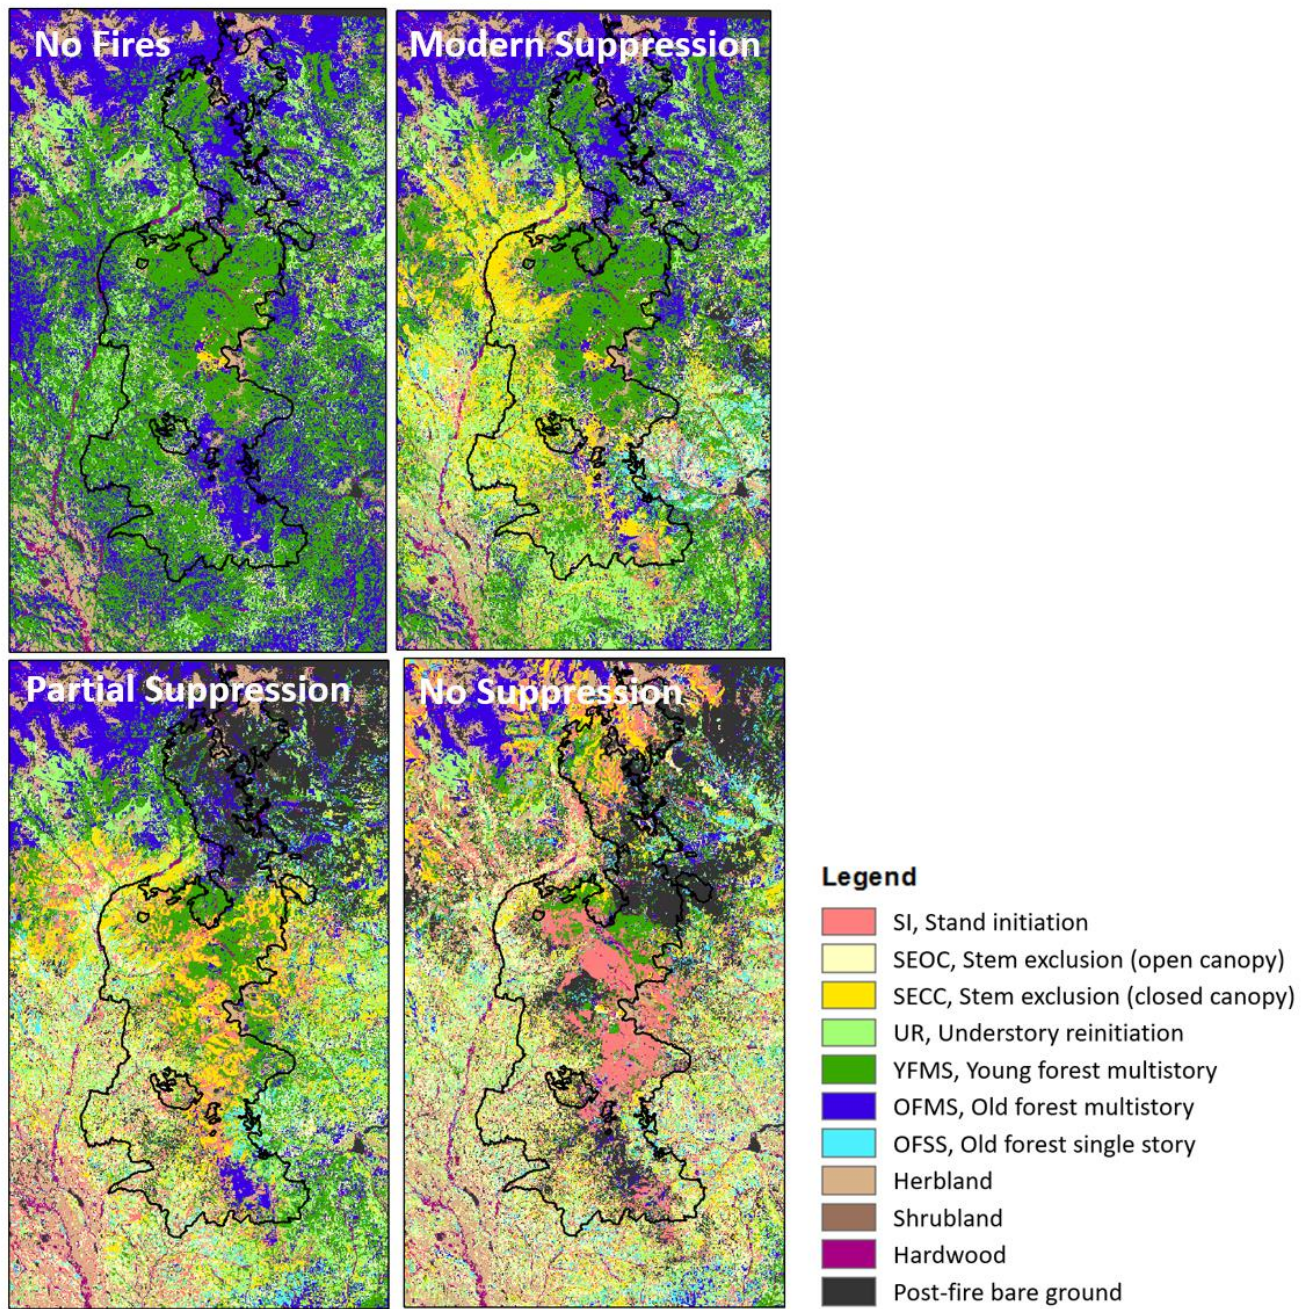 No Fires
Modern Suppression
Partial Suppression
No Suppression
Legend
SI, Stand initiation
SEOC, Stem exclusion (open canopy)
SECC, Stem exclusion (closed canopy)
UR, Understory reinitiation
YFMS, Young forest multistory
OFMS, Old forest multistory
OFSS, Old forest single story
Herbland
Shrubland
Hardwood
Post-fire bare ground